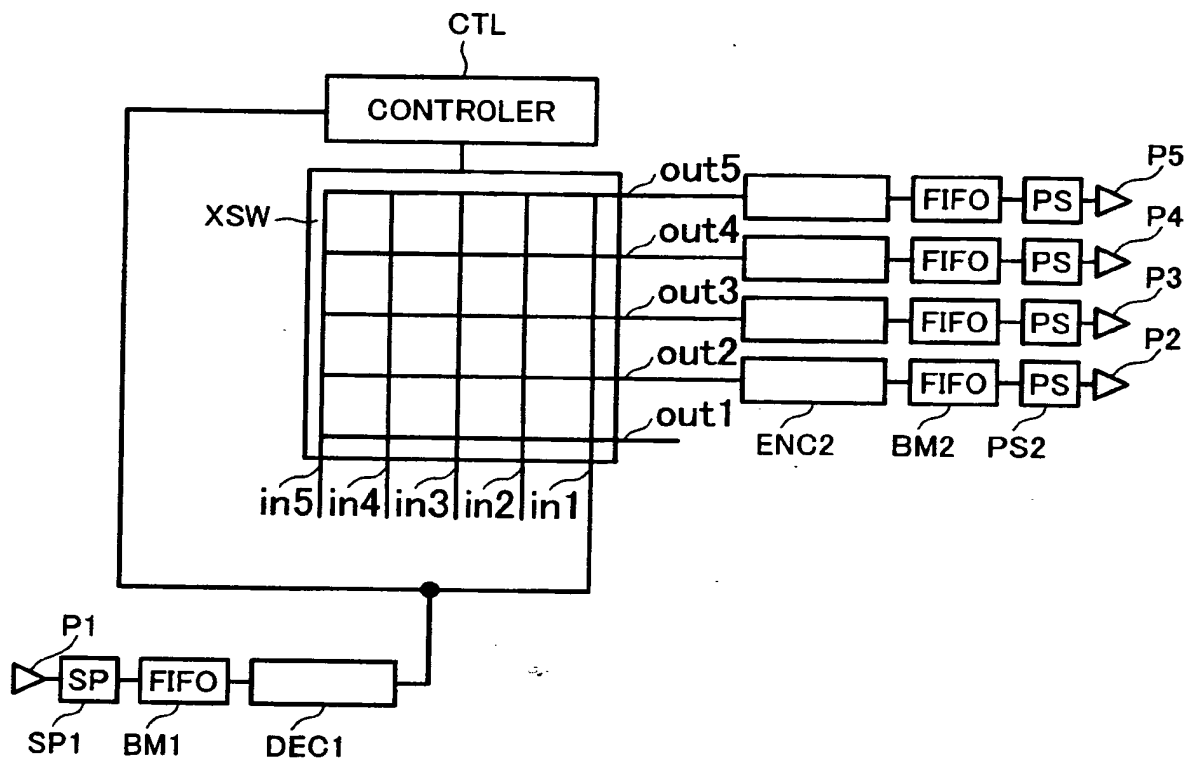 CTL
CONTROLER
XSW
out5
FIFO
PS
P5
out4
FIFO
PS
P4
out3
FIFO
PS
P3
out2
FIFO
PS
P2
out1
ENC2
BM2
PS2
in5
in4
in3
in2
in1
P1
SP
FIFO
SP1
BM1
DEC1